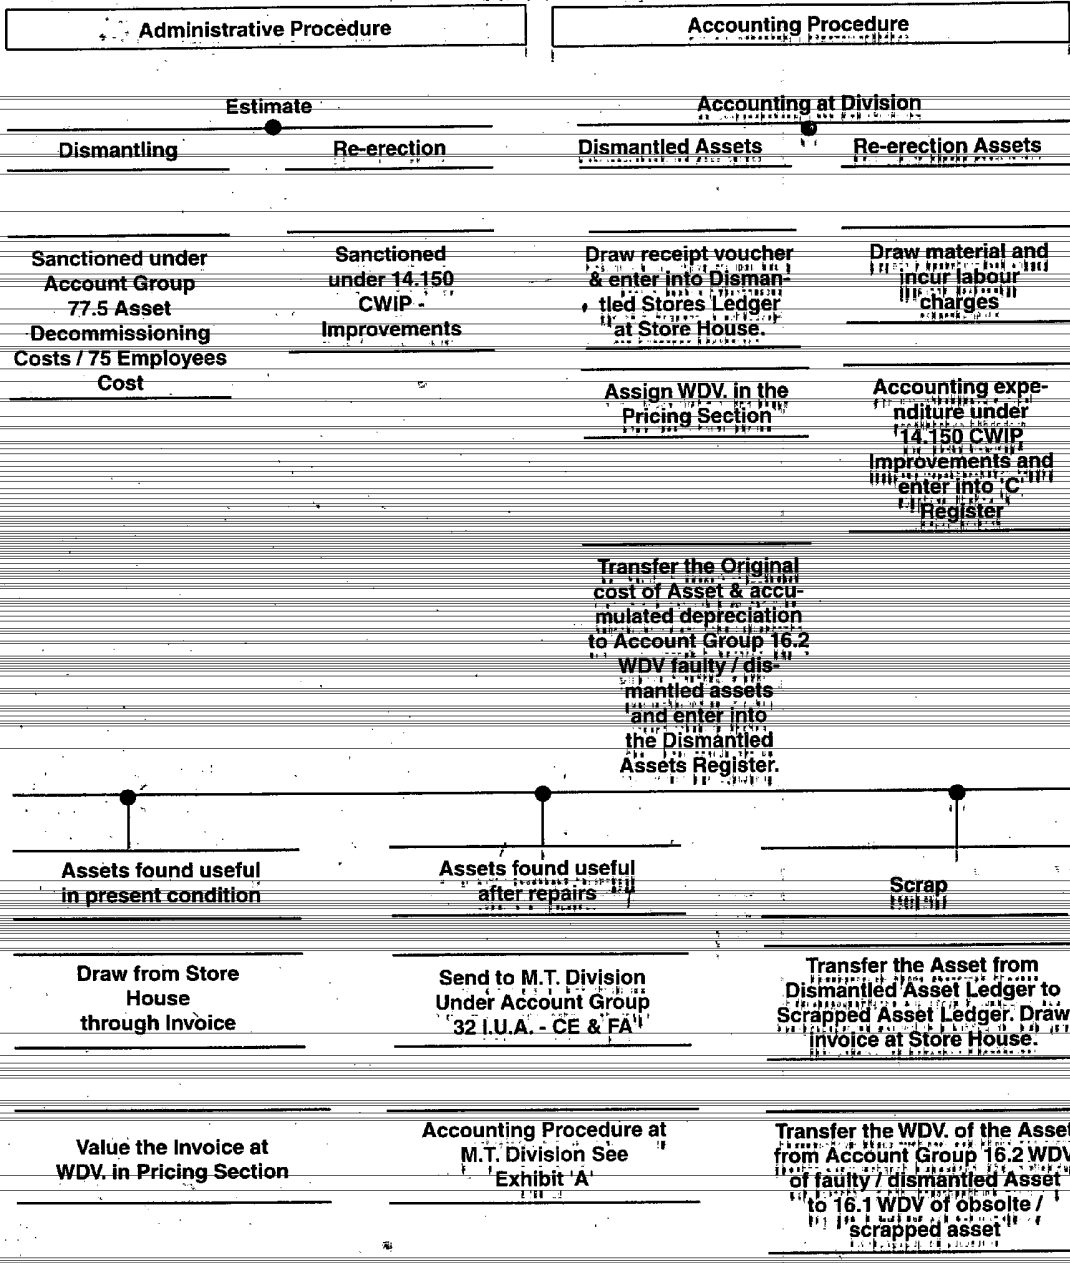 Administrative Procedure
Accounting Procedure
Estimate
Accounting at Division
Dismantling
Re-erection
Dismantled Assets
Re-erection Assets
Sanctioned under
Account Group
77.5 Asset
Decommissioning
Costs / 75 Employees
Cost
Sanctioned
under 14.150
CWIP -
Improvements
Draw receipt voucher
& enter into Disman-
tled Stores Ledger
at Store House.
Assign WDV. in the
Pricing Section
Transfer the Original
cost of Asset & accu-
mulated depreciation
to Account Group 16.2
WDV faulty / dis-
mantled assets
and enter into
the Dismantled
Assets Register.
Draw material and
incur labour
charges
Accounting expe-
nditure under
14.150 CWIP
Improvements and
enter into 'C'
Register
Assets found useful
in present condition
Draw from Store
House
through Invoice
Value the Invoice at
WDV. in Pricing Section
Assets found useful
after repairs
Send to M.T. Division
Under Account Group
32 I.U.A. - CE & FA
Accounting Procedure at
M.T. Division See
Exhibit 'A'
Scrap
Transfer the Asset from
Dismantled Asset Ledger to
Scrapped Asset Ledger. Draw
invoice at Store House.
Transfer the WDV. of the Asset
from Account Group 16.2 WDV
of faulty / dismantled Asset
to 16.1 WDV of obsolte /
scrapped asset